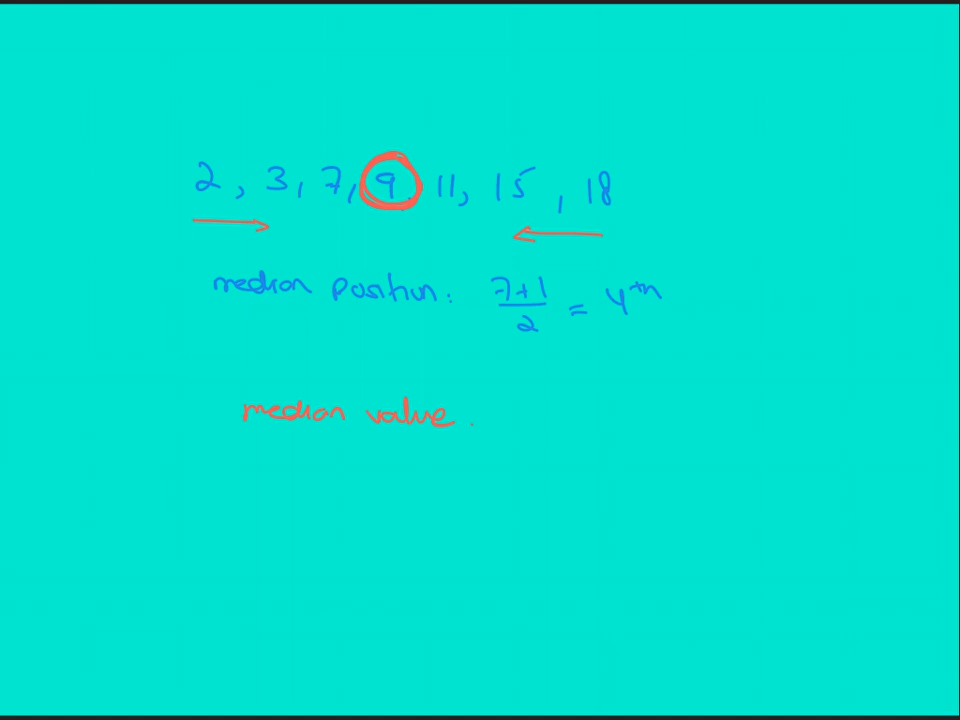 2, 3, 7, 9, 11, 15, 18
median position: 7+1/2 = 4th
median value.